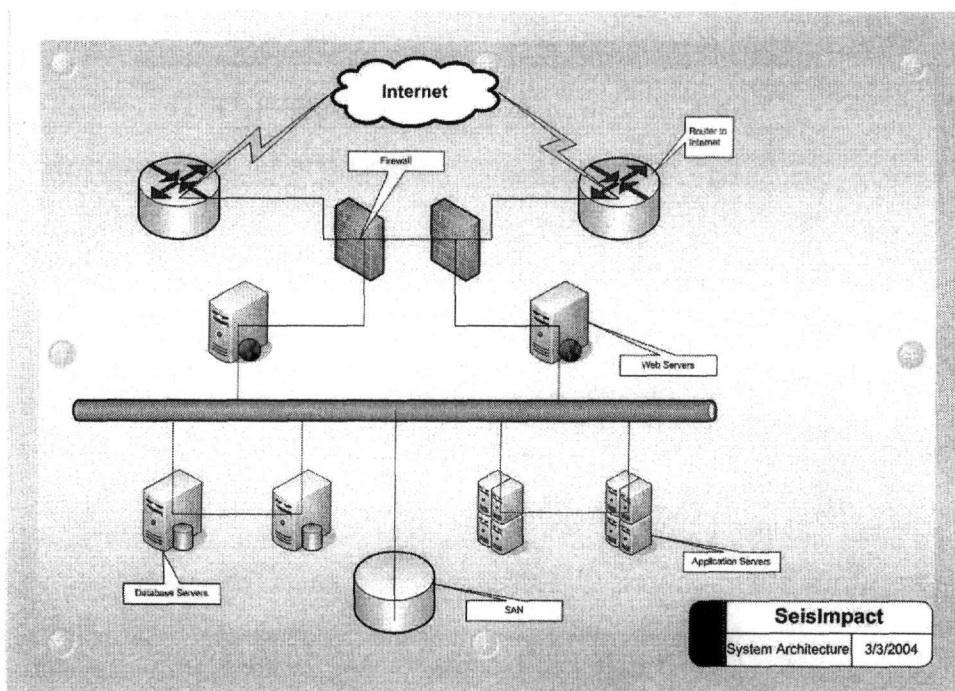 Internet
Router to
Internet
Firewall
Web Servers
Database Servers
Application Servers
SAN
SeisImpact
System Architecture
3/3/2004